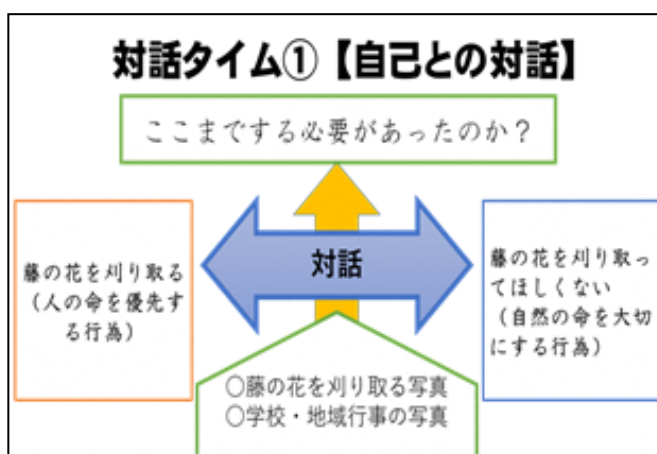 対話タイム①【自己との対話】
ここまでする必要があったのか？
藤の花を刈り取る
（人の命を優先す
る行為）
対話
藤の花を刈り取っ
てほしくない
（自然の命を大切
にする行為）
○藤の花を刈り取る写真
○学校・地域行事の写真